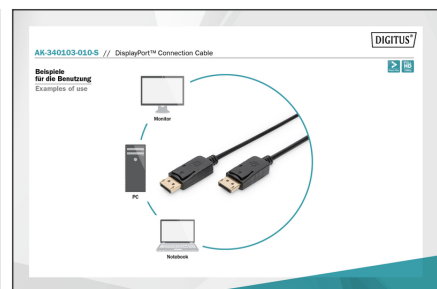 DIGITUS®
AK-340103-010-S // DisplayPort™ Connection Cable
Beispiele
für die Benutzung
Examples of use
Monitor
PC
Notebook